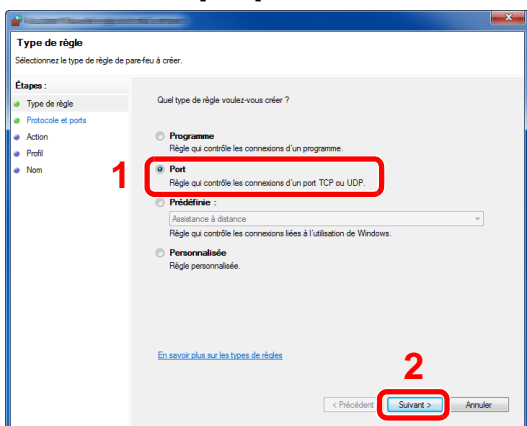 Type de règle
Sélectionnez le type de règle de pare-feu à créer.
Étapes :
Type de règle
Protocole et ports
Action
Profil
Nom
Quel type de règle voulez-vous créer ?
Programme
Règle qui contrôle les connexions d'un programme.
1
Port
Règle qui contrôle les connexions d'un port TCP ou UDP.
Prédéfinie :
Assistance à distance
Règle qui contrôle les connexions liées à l'utilisation de Windows.
Personnalisée
Règle personnalisée.
En savoir plus sur les types de règles
2
< Précédent
Suivant >
Annuler